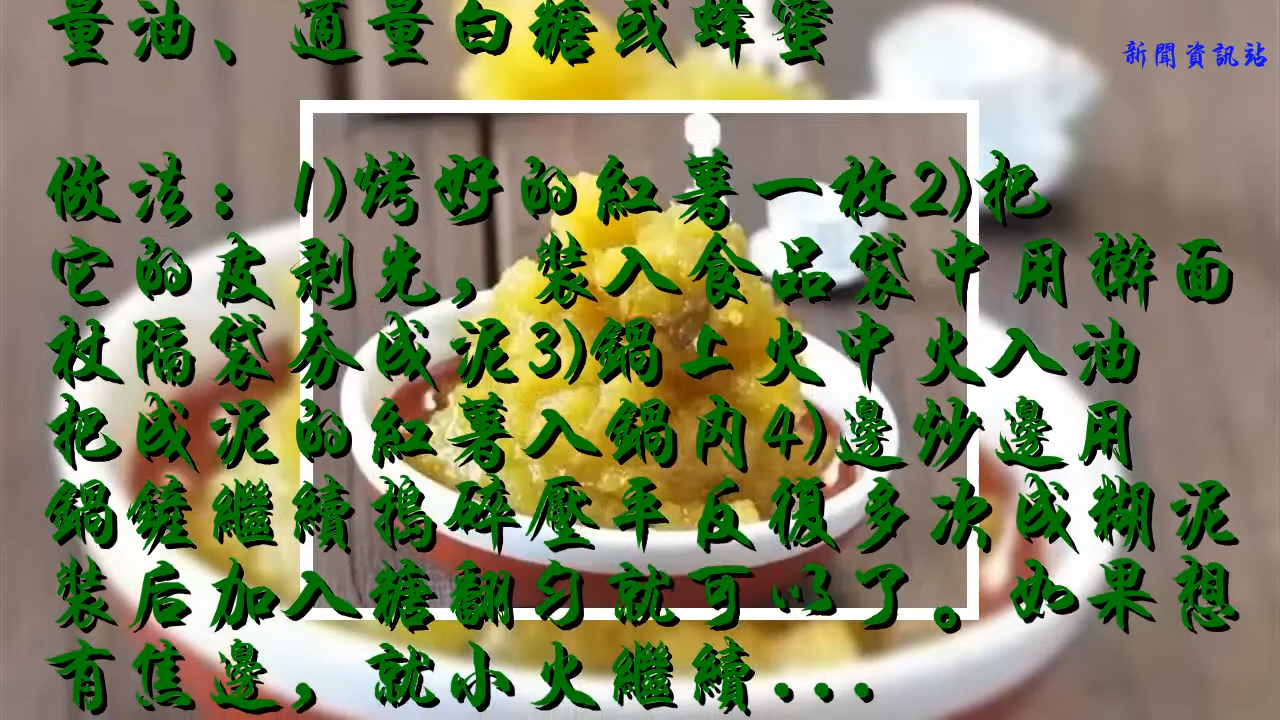 量油、適量白糖或蜂蜜
新聞資訊站
做法：1)烤好的紅薯一枚2)把
它的皮剥光，裝入食品袋中用擀面
杖隔袋夯成泥3)鍋上火中火入油
把成泥的紅薯入鍋內4)邊炒邊用
鍋鏟繼續搗碎壓平反復多次成糊泥
裝后加入糖翻匀就可以了。如果想
有焦邊，就小火繼續...